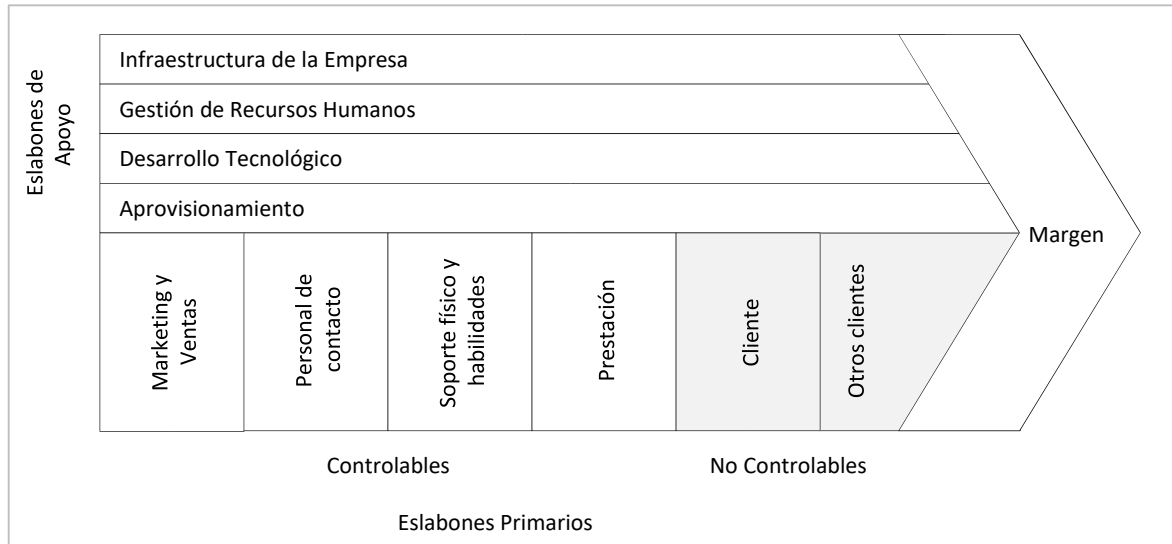 Eslabones de
Apoyo
Infraestructura de la Empresa
Gestión de Recursos Humanos
Desarrollo Tecnológico
Aprovisionamiento
Margen
Marketing y
Ventas
Personal de
contacto
Soporte físico y
habilidades
Prestación
Cliente
Otros clientes
Controlables
No Controlables
Eslabones Primarios